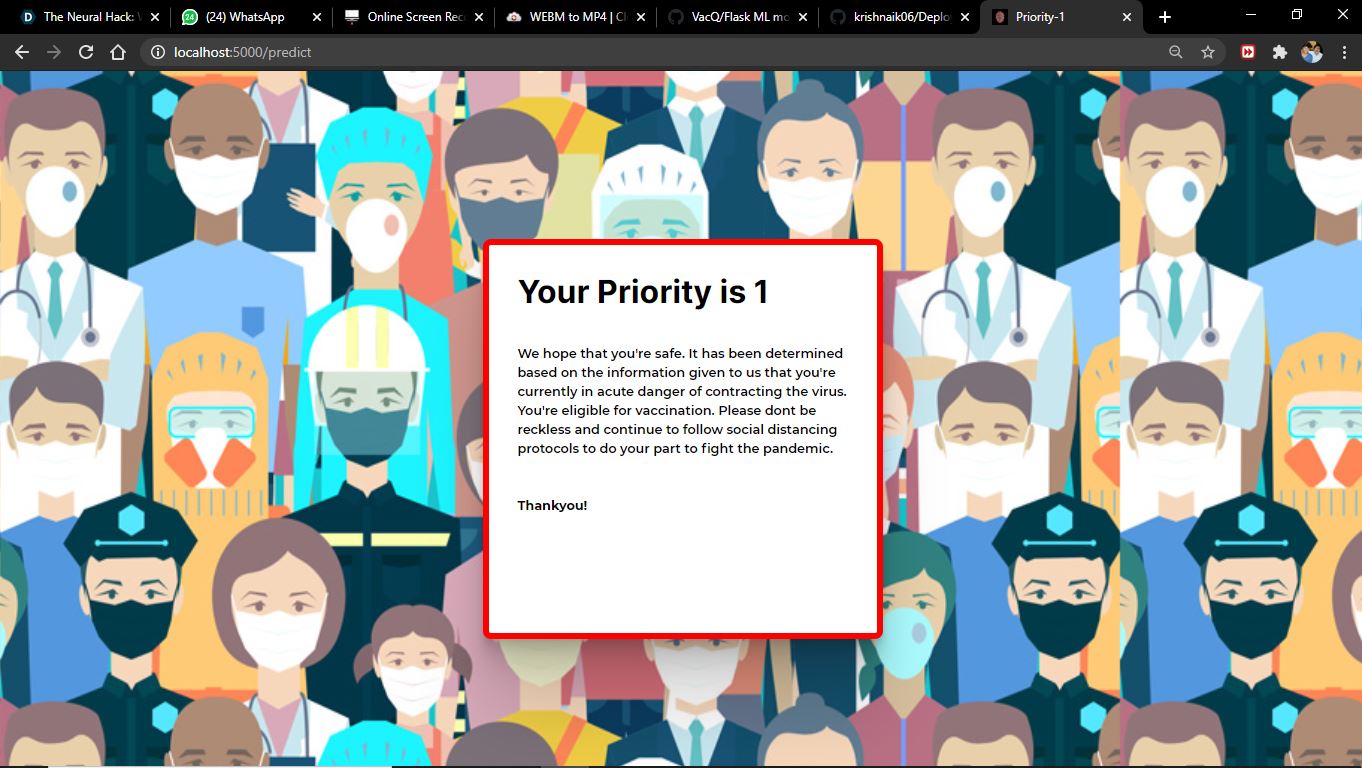 The Neural Hack:
(24) WhatsApp
Online Screen Rec
WEBM to MP4 |
VacQ/Flask ML mo
krishnaik06/Deplo
Priority-1
localhost:5000/predict
Your Priority is 1
We hope that you're safe. It has been determined
based on the information given to us that you're
currently in acute danger of contracting the virus.
You're eligible for vaccination. Please dont be
reckless and continue to follow social distancing
protocols to do your part to fight the pandemic.
Thankyou!